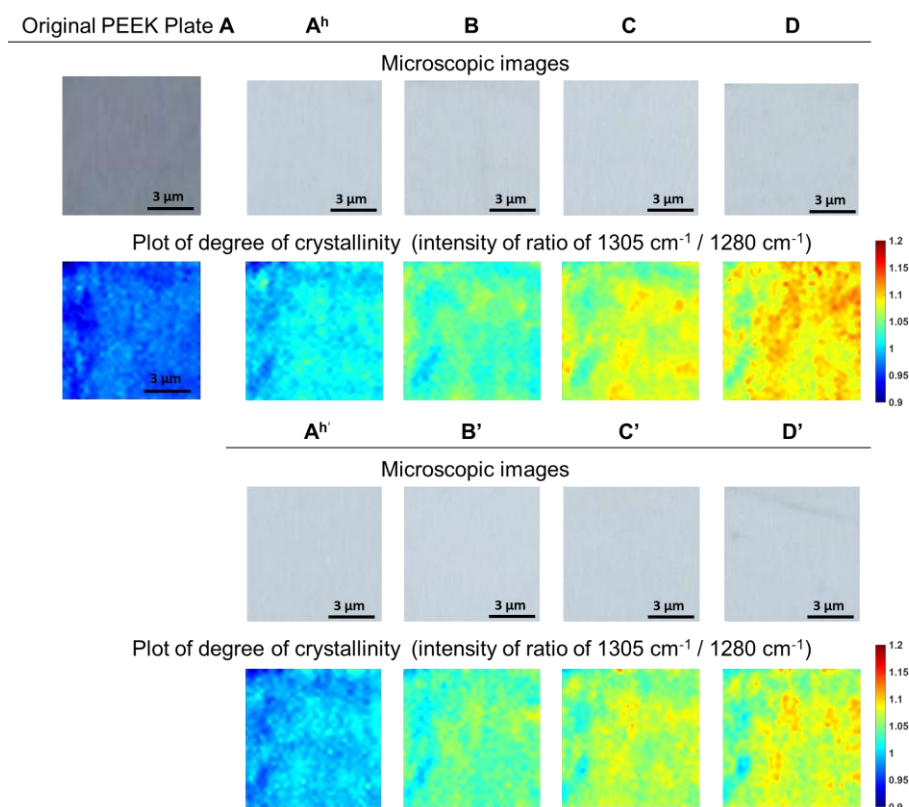 Original PEEK Plate A Aʰ B C D
Microscopic images
3 µm 3 µm 3 µm 3 µm 3 µm
Plot of degree of crystallinity (intensity of ratio of 1305 cm⁻¹ / 1280 cm⁻¹)
3 µm
1.2
1.15
1.1
1.05
1
0.95
0.9
Aʰ' B' C' D'
Microscopic images
3 µm 3 µm 3 µm 3 µm
Plot of degree of crystallinity (intensity of ratio of 1305 cm⁻¹ / 1280 cm⁻¹)
1.2
1.15
1.1
1.05
1
0.95
0.9